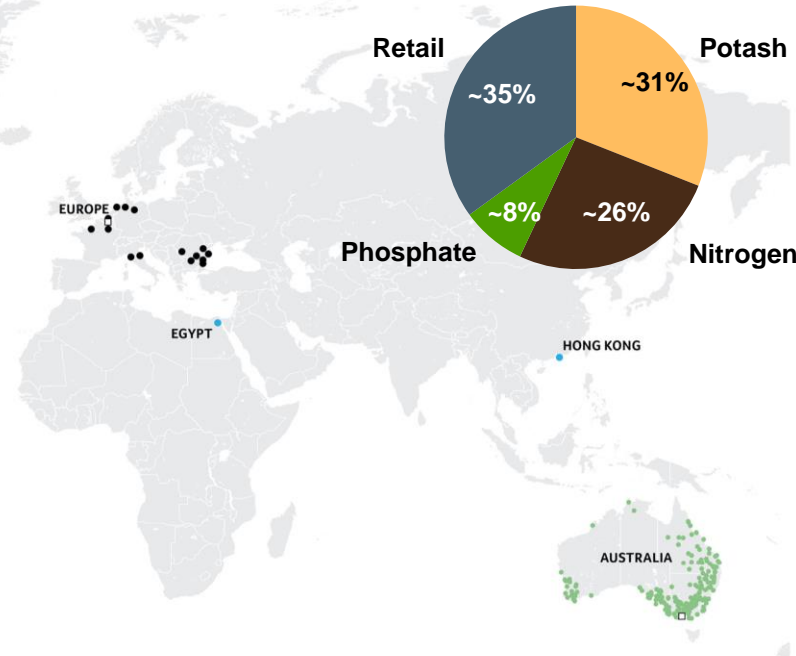 Retail
Potash
~35%
~31%
~8%
~26%
Phosphate
Nitrogen
EUROPE
EGYPT
HONG KONG
AUSTRALIA